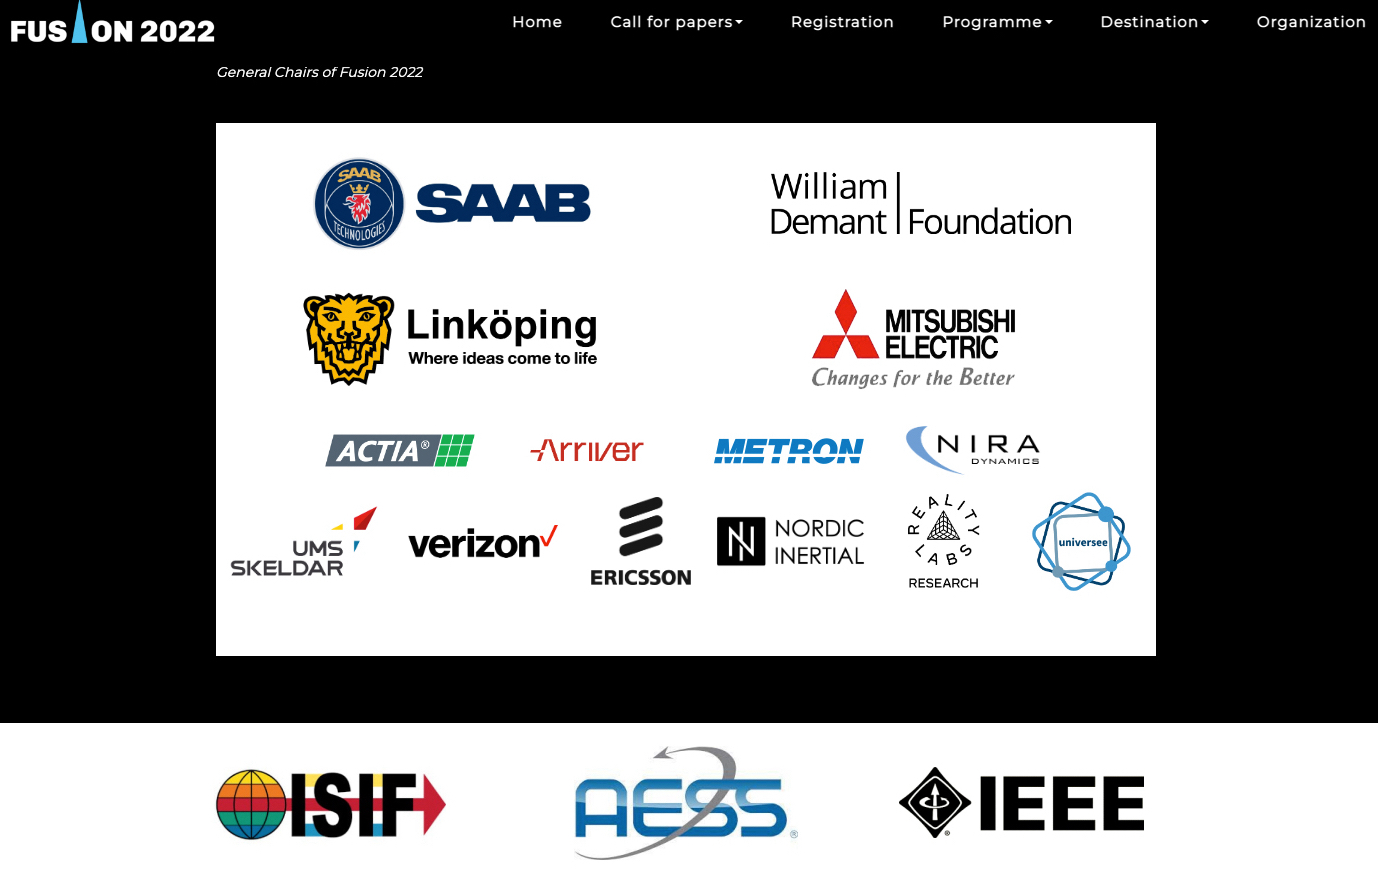 FUSION 2022
Home Call for papers Registration Programme Destination Organization
General Chairs of Fusion 2022
SAAB
TECHNOLOGIES
SAAB
William
Demant Foundation
Linköping
Where ideas come to life
MITSUBISHI
ELECTRIC
Changes for the Better
ACTIA®
Arriver
METRON
NIRA
DYNAMICS
UMS
SKELDAR
verizon
ERICSSON
N
NORDIC
INERTIAL
REALITY
LABS
RESEARCH
universee
ISIF
AESS®
® IEEE